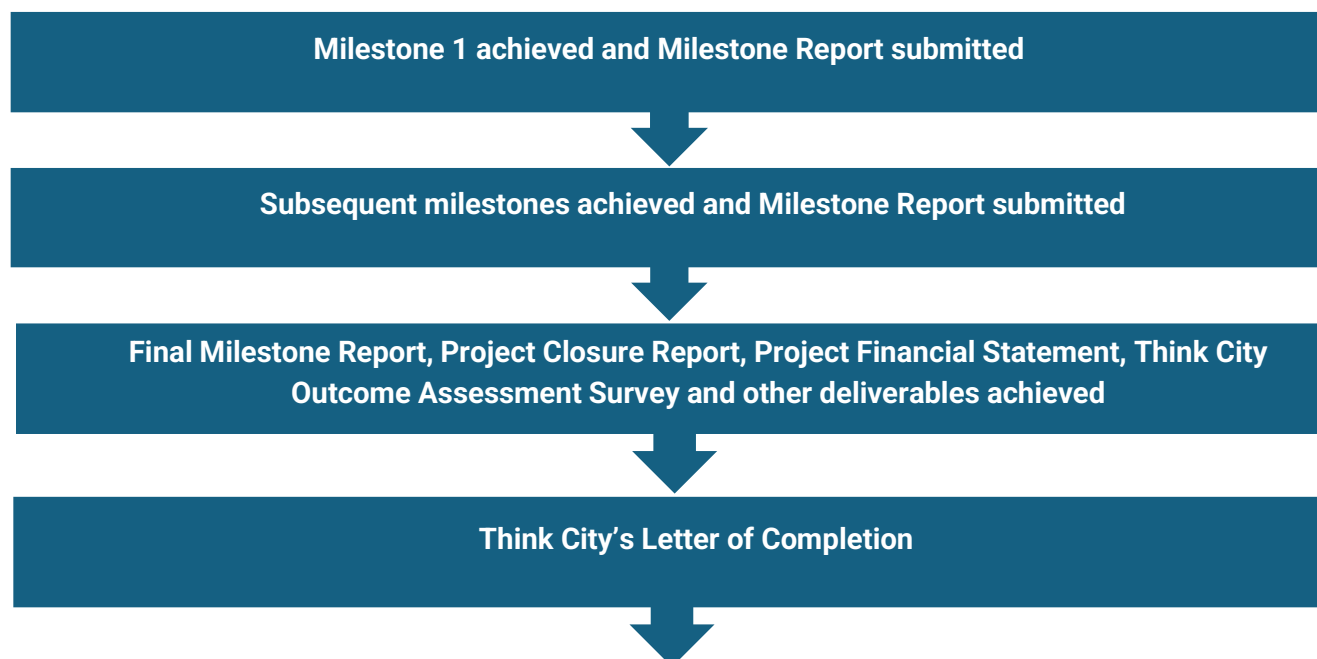 Milestone 1 achieved and Milestone Report submitted
Subsequent milestones achieved and Milestone Report submitted
Final Milestone Report, Project Closure Report, Project Financial Statement, Think City
Outcome Assessment Survey and other deliverables achieved
Think City’s Letter of Completion